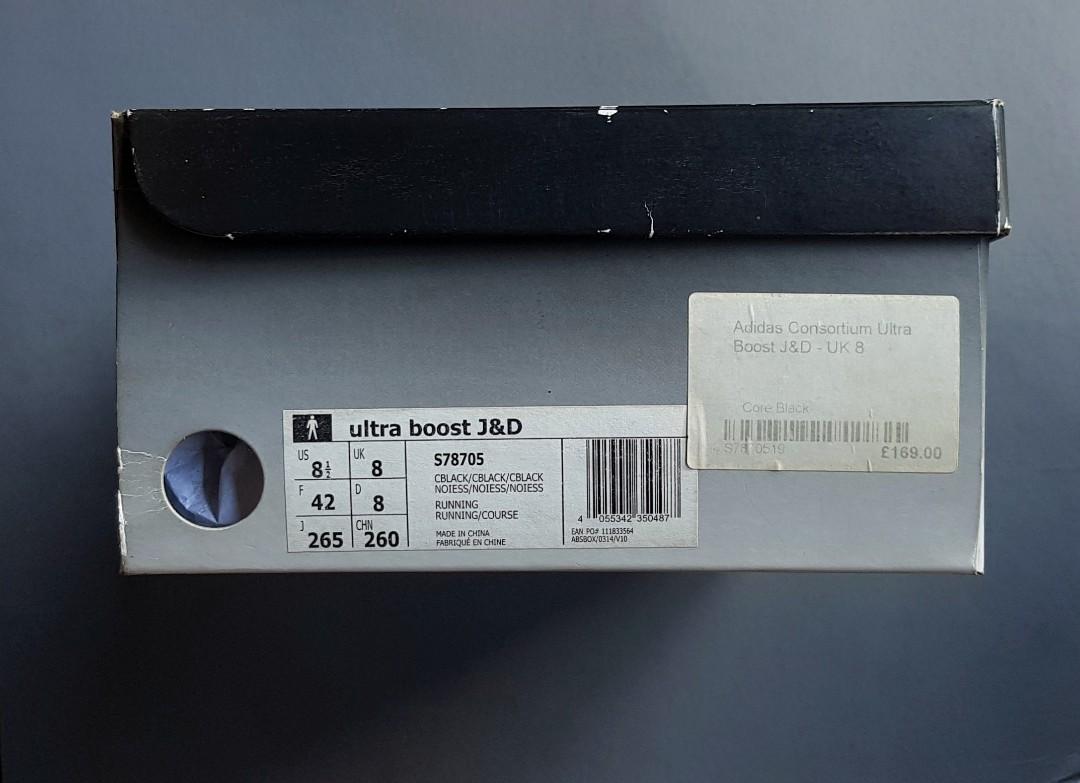 Adidas Consortium Ultra
Boost J&D - UK 8
Core Black
£169.00
ultra boost J&D
US 8½ UK 8
F 42 D 8
J 265 CHN 260
S78705
CBLACK/CBLACK/CBLACK
NOIESS/NOIESS/NOIESS
RUNNING
RUNNING/COURSE
MADE IN CHINA
FABRIQUÉ EN CHINE
4 055342 350487
EAN PO# 111833564
ABSBOX/0314/V10